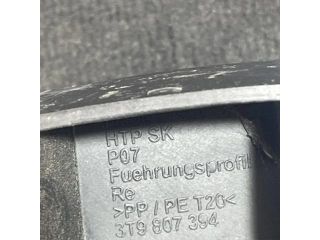 HTP SK
P07
Fuehrungsprofil
Re
>PP / PE T20<
3T9 807 394